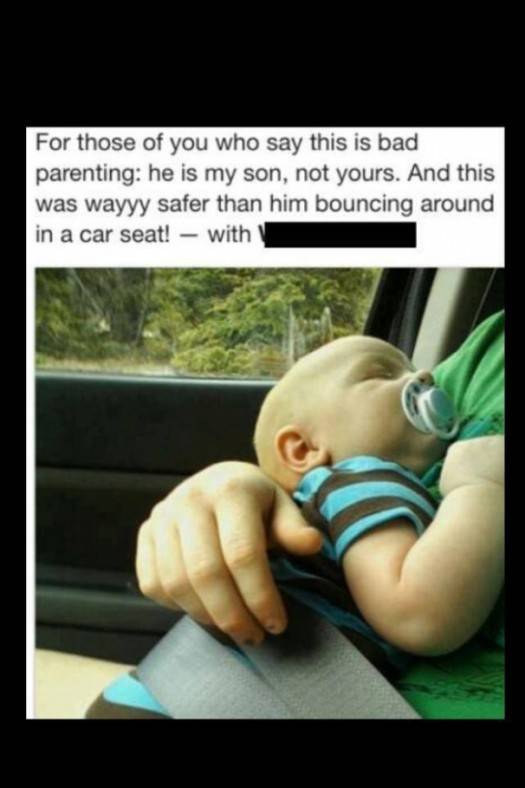 For those of you who say this is bad
parenting: he is my son, not yours. And this
was wayyy safer than him bouncing around
in a car seat! — with